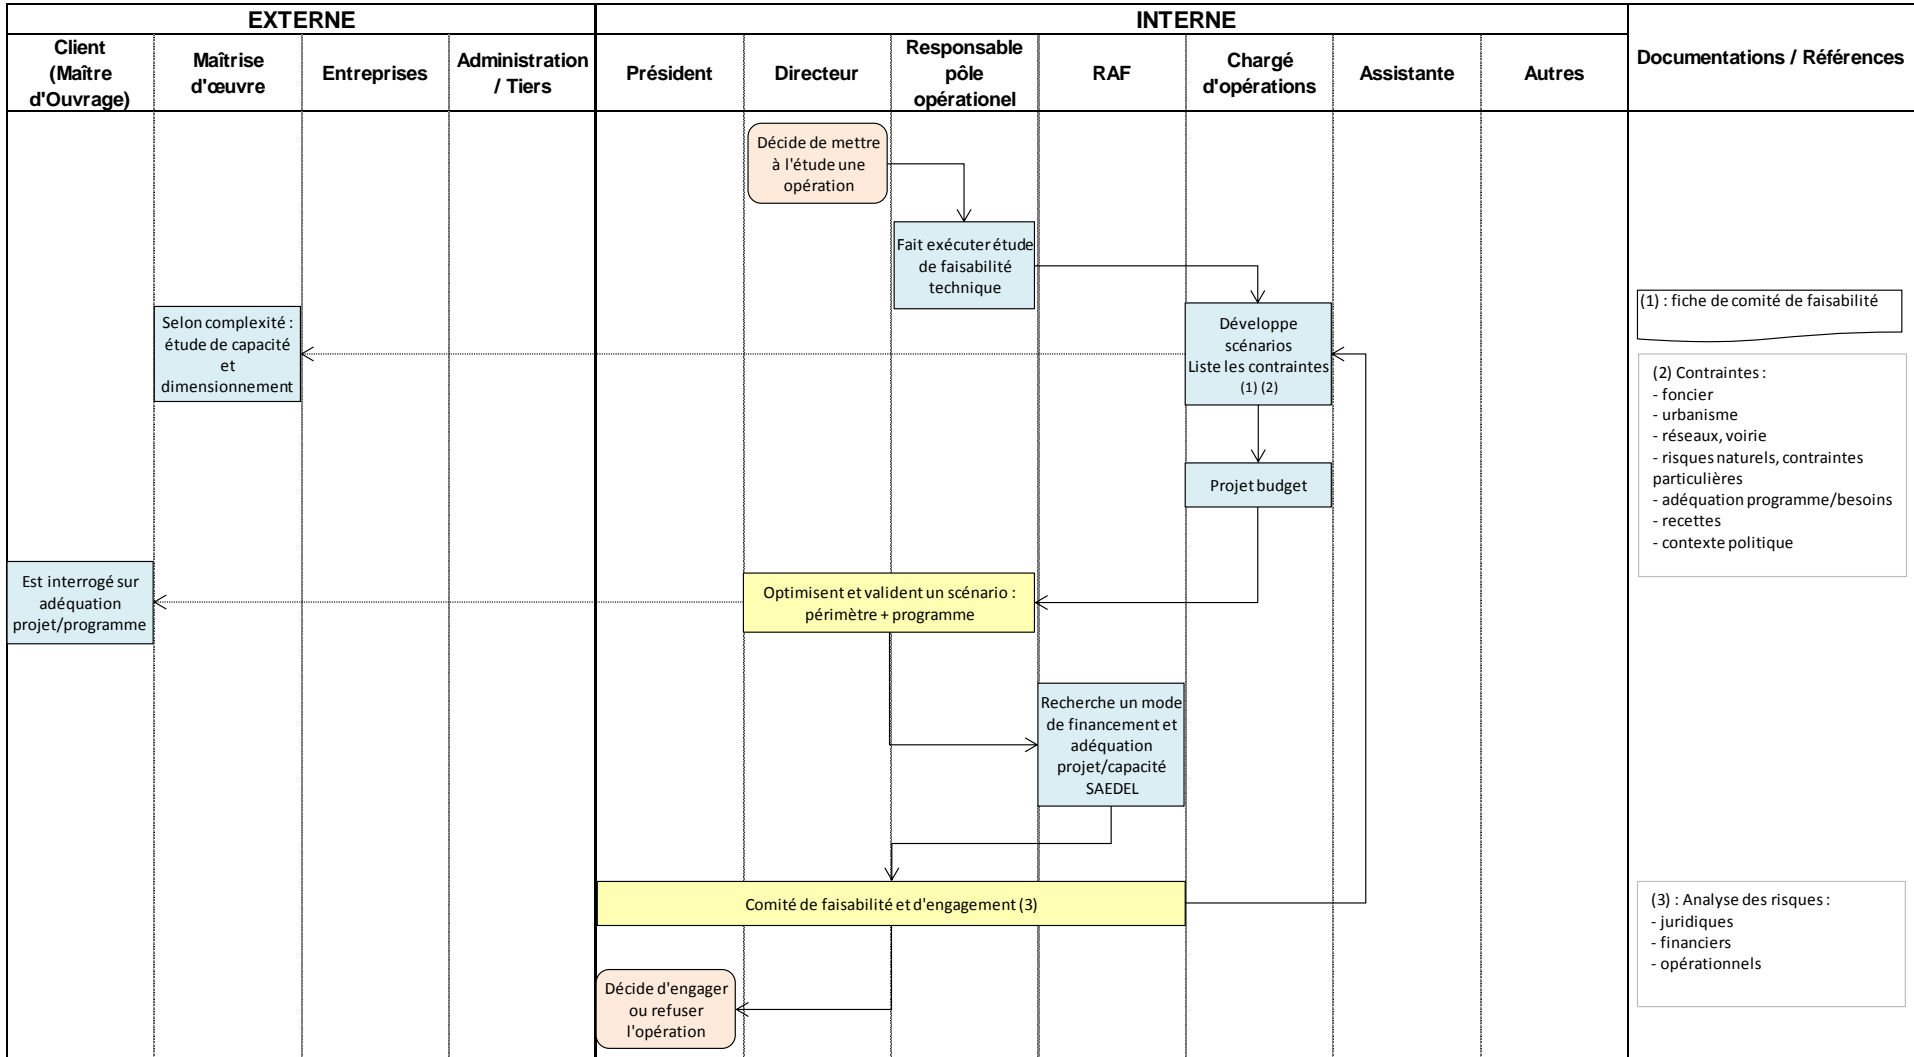 EXTERNE
INTERNE
Client
(Maître
d'Ouvrage)
Maîtrise
d'œuvre
Entreprises
Administration
/ Tiers
Président
Directeur
Responsable
pôle
opérationel
RAF
Chargé
d'opérations
Assistante
Autres
Documentations / Références
Décide de mettre
à l'étude une
opération
Fait exécuter étude
de faisabilité
technique
Selon complexité :
étude de capacité
et
dimensionnement
Développe
scénarios
Liste les contraintes
(1) (2)
(1) : fiche de comité de faisabilité
(2) Contraintes :
- foncier
- urbanisme
- réseaux, voirie
- risques naturels, contraintes
particulières
- adéquation programme/besoins
- recettes
- contexte politique
Projet budget
Est interrogé sur
adéquation
projet/programme
Optimisent et valident un scénario :
périmètre + programme
Recherche un mode
de financement et
adéquation
projet/capacité
SAEDEL
Comité de faisabilité et d'engagement (3)
(3) : Analyse des risques :
- juridiques
- financiers
- opérationnels
Décide d'engager
ou refuser
l'opération